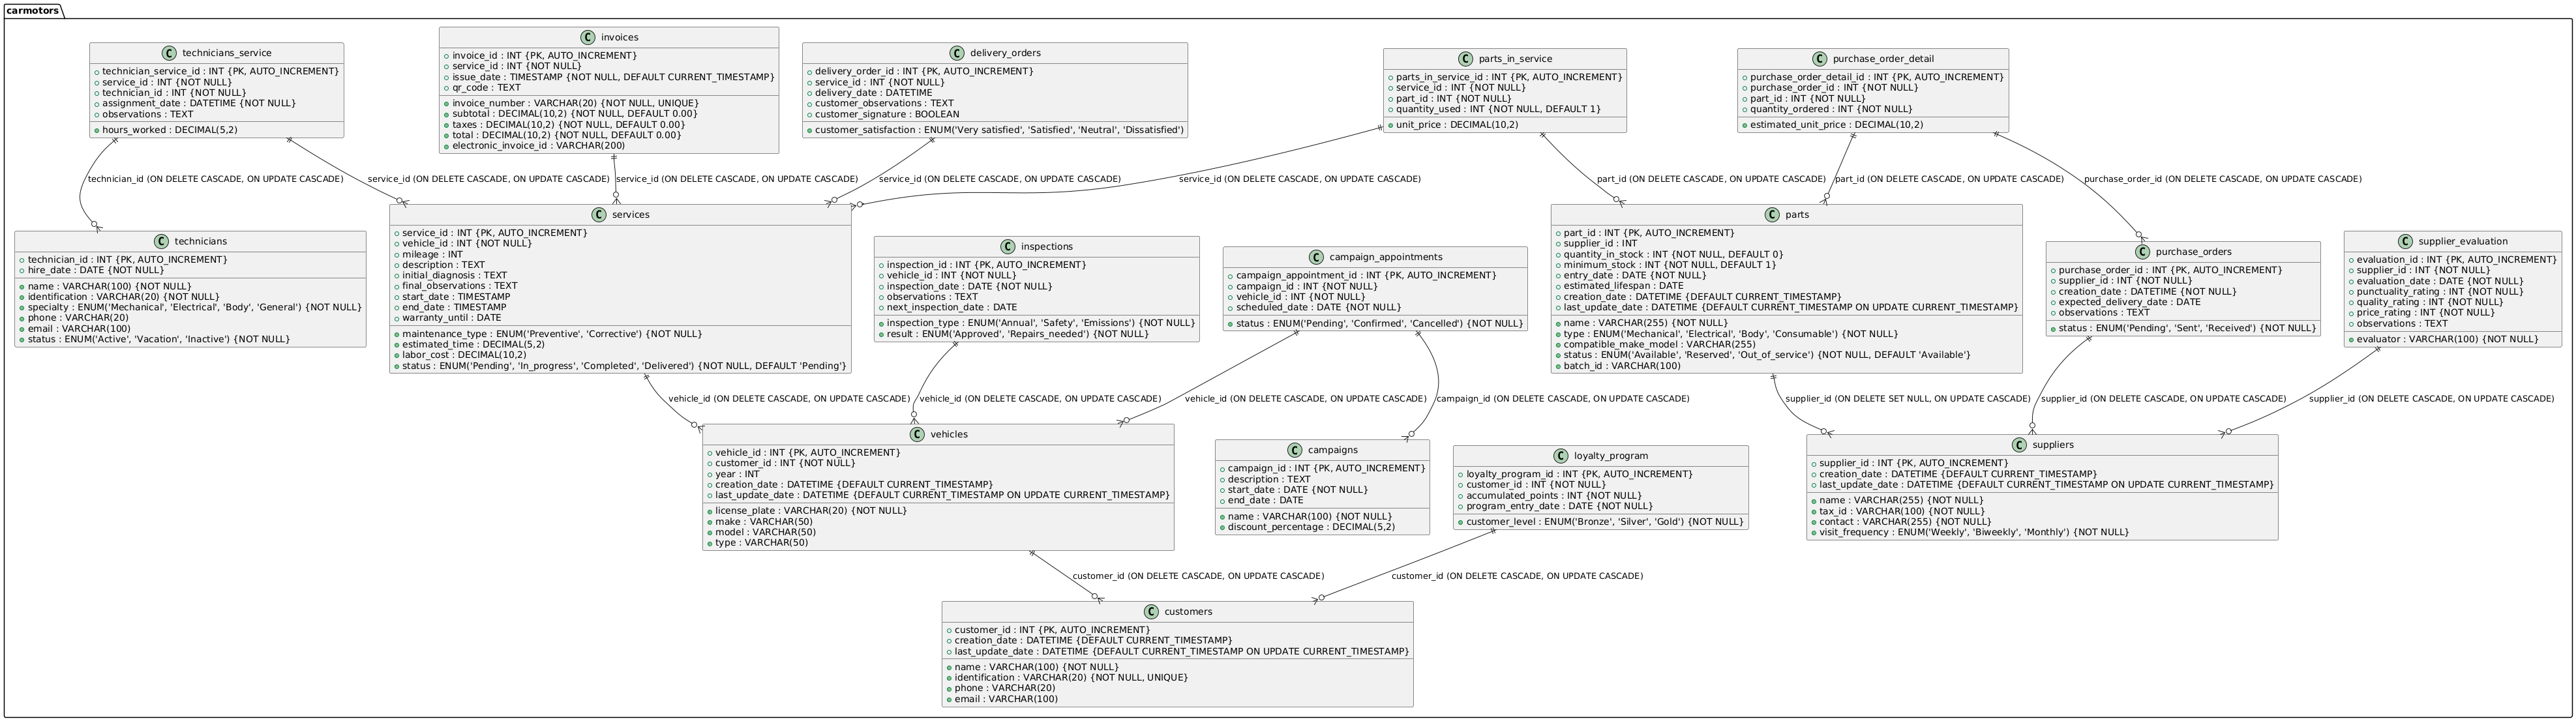 carmotors
technicians_service
technician_service_id : INT {PK, AUTO_INCREMENT}
service_id : INT {NOT NULL}
technician_id : INT {NOT NULL}
assignment_date : DATETIME {NOT NULL}
observations : TEXT
hours_worked : DECIMAL(5,2)
invoices
invoice_id : INT {PK, AUTO_INCREMENT}
service_id : INT {NOT NULL}
issue_date : TIMESTAMP {NOT NULL, DEFAULT CURRENT_TIMESTAMP}
qr_code : TEXT
invoice_number : VARCHAR(20) {NOT NULL, UNIQUE}
subtotal : DECIMAL(10,2) {NOT NULL, DEFAULT 0.00}
taxes : DECIMAL(10,2) {NOT NULL, DEFAULT 0.00}
total : DECIMAL(10,2) {NOT NULL, DEFAULT 0.00}
electronic_invoice_id : VARCHAR(200)
delivery_orders
delivery_order_id : INT {PK, AUTO_INCREMENT}
service_id : INT {NOT NULL}
delivery_date : DATETIME
customer_observations : TEXT
customer_signature : BOOLEAN
customer_satisfaction : ENUM('Very satisfied', 'Satisfied', 'Neutral', 'Dissatisfied')
parts_in_service
parts_in_service_id : INT {PK, AUTO_INCREMENT}
service_id : INT {NOT NULL}
part_id : INT {NOT NULL}
quantity_used : INT {NOT NULL, DEFAULT 1}
unit_price : DECIMAL(10,2)
purchase_order_detail
purchase_order_detail_id : INT {PK, AUTO_INCREMENT}
purchase_order_id : INT {NOT NULL}
part_id : INT {NOT NULL}
quantity_ordered : INT {NOT NULL}
estimated_unit_price : DECIMAL(10,2)
technician_id (ON DELETE CASCADE, ON UPDATE CASCADE)
service_id (ON DELETE CASCADE, ON UPDATE CASCADE)
service_id (ON DELETE CASCADE, ON UPDATE CASCADE)
service_id (ON DELETE CASCADE, ON UPDATE CASCADE)
service_id (ON DELETE CASCADE, ON UPDATE CASCADE)
part_id (ON DELETE CASCADE, ON UPDATE CASCADE)
part_id (ON DELETE CASCADE, ON UPDATE CASCADE)
purchase_order_id (ON DELETE CASCADE, ON UPDATE CASCADE)
technicians
technician_id : INT {PK, AUTO_INCREMENT}
hire_date : DATE {NOT NULL}
name : VARCHAR(100) {NOT NULL}
identification : VARCHAR(20) {NOT NULL}
specialty : ENUM('Mechanical', 'Electrical', 'Body', 'General') {NOT NULL}
phone : VARCHAR(20)
email : VARCHAR(100)
status : ENUM('Active', 'Vacation', 'Inactive') {NOT NULL}
services
service_id : INT {PK, AUTO_INCREMENT}
vehicle_id : INT {NOT NULL}
mileage : INT
description : TEXT
initial_diagnosis : TEXT
final_observations : TEXT
start_date : TIMESTAMP
end_date : TIMESTAMP
warranty_until : DATE
maintenance_type : ENUM('Preventive', 'Corrective') {NOT NULL}
estimated_time : DECIMAL(5,2)
labor_cost : DECIMAL(10,2)
status : ENUM('Pending', 'In_progress', 'Completed', 'Delivered') {NOT NULL, DEFAULT 'Pending'}
inspections
inspection_id : INT {PK, AUTO_INCREMENT}
vehicle_id : INT {NOT NULL}
inspection_date : DATE {NOT NULL}
observations : TEXT
next_inspection_date : DATE
inspection_type : ENUM('Annual', 'Safety', 'Emissions') {NOT NULL}
result : ENUM('Approved', 'Repairs_needed') {NOT NULL}
campaign_appointments
campaign_appointment_id : INT {PK, AUTO_INCREMENT}
campaign_id : INT {NOT NULL}
vehicle_id : INT {NOT NULL}
scheduled_date : DATE {NOT NULL}
status : ENUM('Pending', 'Confirmed', 'Cancelled') {NOT NULL}
parts
part_id : INT {PK, AUTO_INCREMENT}
supplier_id : INT
quantity_in_stock : INT {NOT NULL, DEFAULT 0}
minimum_stock : INT {NOT NULL, DEFAULT 1}
entry_date : DATE {NOT NULL}
estimated_lifespan : DATE
creation_date : DATETIME {DEFAULT CURRENT_TIMESTAMP}
last_update_date : DATETIME {DEFAULT CURRENT_TIMESTAMP ON UPDATE CURRENT_TIMESTAMP}
name : VARCHAR(255) {NOT NULL}
type : ENUM('Mechanical', 'Electrical', 'Body', 'Consumable') {NOT NULL}
compatible_make_model : VARCHAR(255)
status : ENUM('Available', 'Reserved', 'Out_of_service') {NOT NULL, DEFAULT 'Available'}
batch_id : VARCHAR(100)
purchase_orders
purchase_order_id : INT {PK, AUTO_INCREMENT}
supplier_id : INT {NOT NULL}
creation_date : DATETIME {NOT NULL}
expected_delivery_date : DATE
observations : TEXT
status : ENUM('Pending', 'Sent', 'Received') {NOT NULL}
supplier_evaluation
evaluation_id : INT {PK, AUTO_INCREMENT}
supplier_id : INT {NOT NULL}
evaluation_date : DATE {NOT NULL}
punctuality_rating : INT {NOT NULL}
quality_rating : INT {NOT NULL}
price_rating : INT {NOT NULL}
observations : TEXT
evaluator : VARCHAR(100) {NOT NULL}
vehicle_id (ON DELETE CASCADE, ON UPDATE CASCADE)
vehicle_id (ON DELETE CASCADE, ON UPDATE CASCADE)
vehicle_id (ON DELETE CASCADE, ON UPDATE CASCADE)
campaign_id (ON DELETE CASCADE, ON UPDATE CASCADE)
supplier_id (ON DELETE SET NULL, ON UPDATE CASCADE)
supplier_id (ON DELETE CASCADE, ON UPDATE CASCADE)
supplier_id (ON DELETE CASCADE, ON UPDATE CASCADE)
vehicles
vehicle_id : INT {PK, AUTO_INCREMENT}
customer_id : INT {NOT NULL}
year : INT
creation_date : DATETIME {DEFAULT CURRENT_TIMESTAMP}
last_update_date : DATETIME {DEFAULT CURRENT_TIMESTAMP ON UPDATE CURRENT_TIMESTAMP}
license_plate : VARCHAR(20) {NOT NULL}
make : VARCHAR(50)
model : VARCHAR(50)
type : VARCHAR(50)
campaigns
campaign_id : INT {PK, AUTO_INCREMENT}
description : TEXT
start_date : DATE {NOT NULL}
end_date : DATE
name : VARCHAR(100) {NOT NULL}
discount_percentage : DECIMAL(5,2)
loyalty_program
loyalty_program_id : INT {PK, AUTO_INCREMENT}
customer_id : INT {NOT NULL}
accumulated_points : INT {NOT NULL}
program_entry_date : DATE {NOT NULL}
customer_level : ENUM('Bronze', 'Silver', 'Gold') {NOT NULL}
suppliers
supplier_id : INT {PK, AUTO_INCREMENT}
creation_date : DATETIME {DEFAULT CURRENT_TIMESTAMP}
last_update_date : DATETIME {DEFAULT CURRENT_TIMESTAMP ON UPDATE CURRENT_TIMESTAMP}
name : VARCHAR(255) {NOT NULL}
tax_id : VARCHAR(100) {NOT NULL}
contact : VARCHAR(255) {NOT NULL}
visit_frequency : ENUM('Weekly', 'Biweekly', 'Monthly') {NOT NULL}
customer_id (ON DELETE CASCADE, ON UPDATE CASCADE)
customer_id (ON DELETE CASCADE, ON UPDATE CASCADE)
customers
customer_id : INT {PK, AUTO_INCREMENT}
creation_date : DATETIME {DEFAULT CURRENT_TIMESTAMP}
last_update_date : DATETIME {DEFAULT CURRENT_TIMESTAMP ON UPDATE CURRENT_TIMESTAMP}
name : VARCHAR(100) {NOT NULL}
identification : VARCHAR(20) {NOT NULL, UNIQUE}
phone : VARCHAR(20)
email : VARCHAR(100)